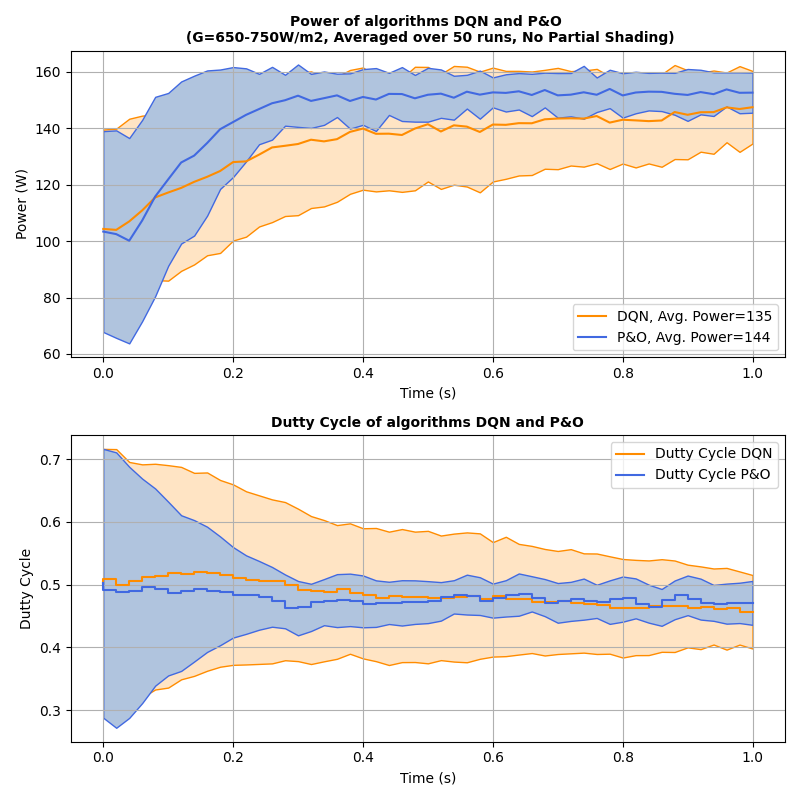 Power of algorithms DQN and P&O
(G=650-750W/m2, Averaged over 50 runs, No Partial Shading)
160
140
120
100
80
60
Power (W)
DQN, Avg. Power=135
P&O, Avg. Power=144
0.0 0.2 0.4 0.6 0.8 1.0
Time (s)
Dutty Cycle of algorithms DQN and P&O
0.7
0.6
0.5
0.4
0.3
Dutty Cycle
Dutty Cycle DQN
Dutty Cycle P&O
0.0 0.2 0.4 0.6 0.8 1.0
Time (s)